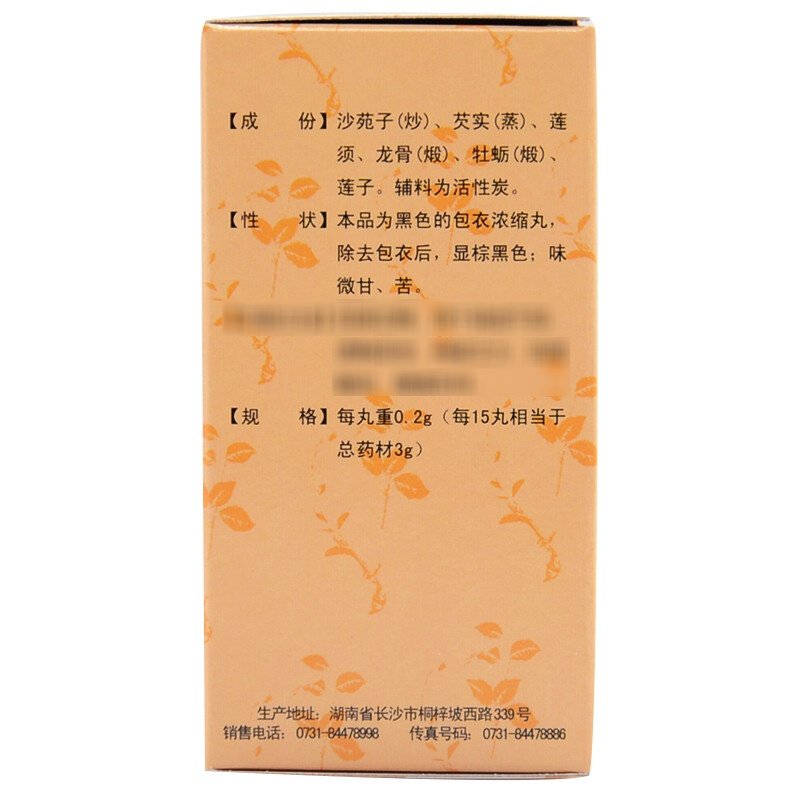 【成 份】沙苑子(炒)、芡实(蒸)、莲
须、龙骨(煅)、牡蛎(煅)、
莲子。辅料为活性炭。
【性 状】本品为黑色的包衣浓缩丸，
除去包衣后，显棕黑色；味
微甘、苦。
【规 格】每丸重0.2g（每15丸相当于
总药材3g）
生产地址：湖南省长沙市桐梓坡西路339号
销售电话：0731-84478998 传真号码：0731-84478886